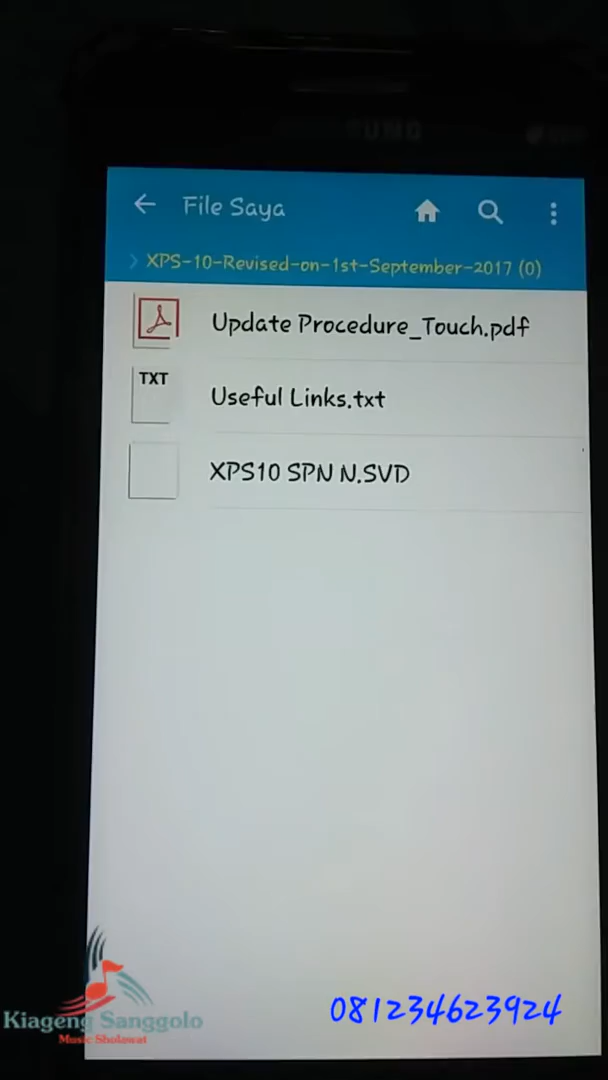 File Saya
XPS-10-Revised-on-1st-September-2017 (0)
Update Procedure_Touch.pdf
TXT
Useful Links.txt
XPS10 SPN N.SVD
081234623924
Kiageng Sanggolo
Music Sholawat